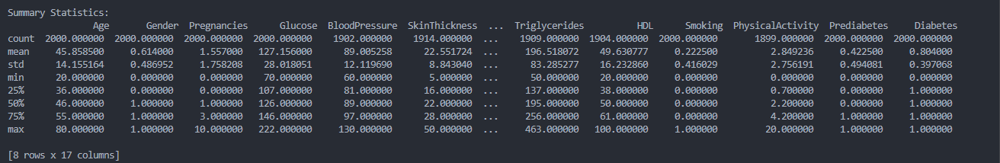 Summary Statistics:
Age Gender Pregnancies Glucose BloodPressure SkinThickness ... Triglycerides HDL Smoking PhysicalActivity Prediabetes Diabetes
count 2000.000000 2000.000000 2000.000000 2000.000000 1902.000000 1914.000000 ... 1909.000000 1904.000000 2000.000000 1899.000000 2000.000000 2000.000000
mean 45.858500 0.614000 1.557000 127.156000 89.005258 22.551724 ... 196.518072 49.630777 0.222500 2.849236 0.422500 0.804000
std 14.155164 0.486952 1.758208 28.018051 12.119690 8.843040 ... 83.285277 16.232860 0.416029 2.756191 0.494081 0.397068
min 20.000000 0.000000 0.000000 70.000000 60.000000 5.000000 ... 50.000000 20.000000 0.000000 0.000000 0.000000 0.000000
25% 36.000000 0.000000 0.000000 107.000000 81.000000 16.000000 ... 137.000000 38.000000 0.000000 0.700000 0.000000 1.000000
50% 46.000000 1.000000 1.000000 126.000000 89.000000 22.000000 ... 195.000000 50.000000 0.000000 2.200000 0.000000 1.000000
75% 55.000000 1.000000 3.000000 146.000000 97.000000 28.000000 ... 256.000000 61.000000 0.000000 4.200000 1.000000 1.000000
max 80.000000 1.000000 10.000000 222.000000 130.000000 50.000000 ... 463.000000 100.000000 1.000000 20.000000 1.000000 1.000000
[8 rows x 17 columns]